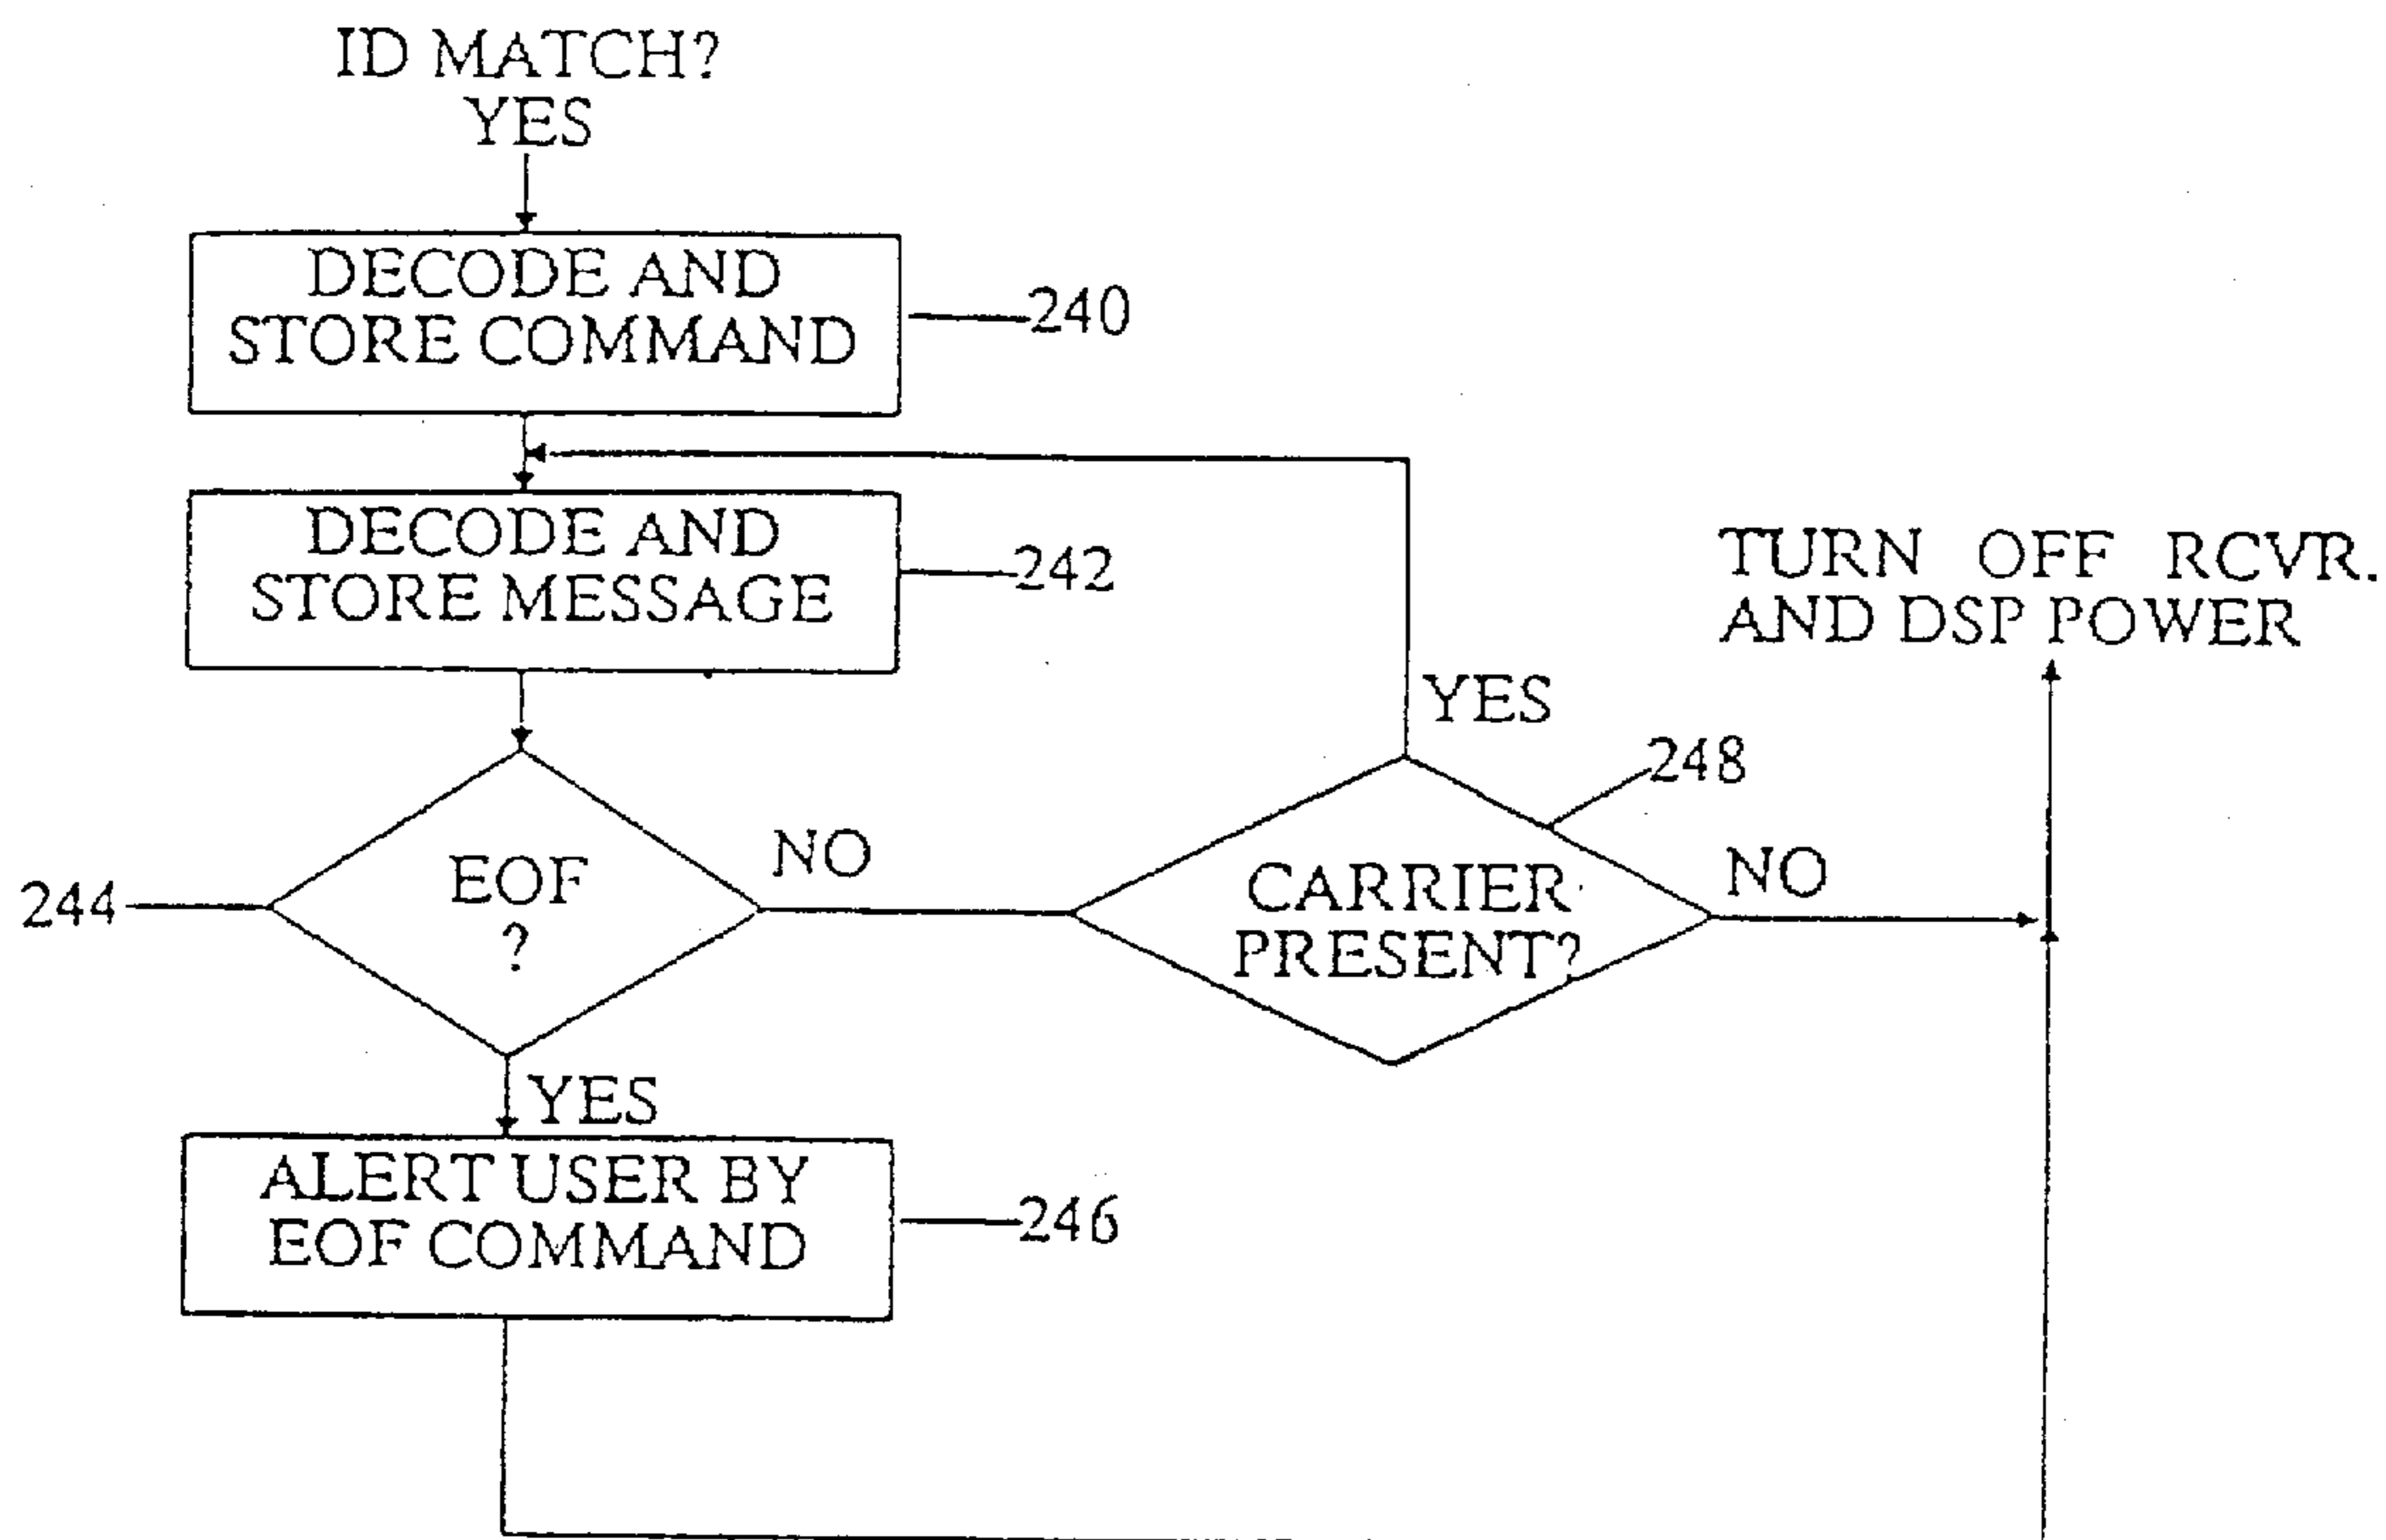 ID MATCH?
YES
DECODE AND
STORE COMMAND
240
DECODE AND
STORE MESSAGE
242
TURN OFF RCVR.
AND DSP POWER
YES
248
244
EOF
?
NO
CARRIER
PRESENT?
NO
YES
ALERT USER BY
EOF COMMAND
246